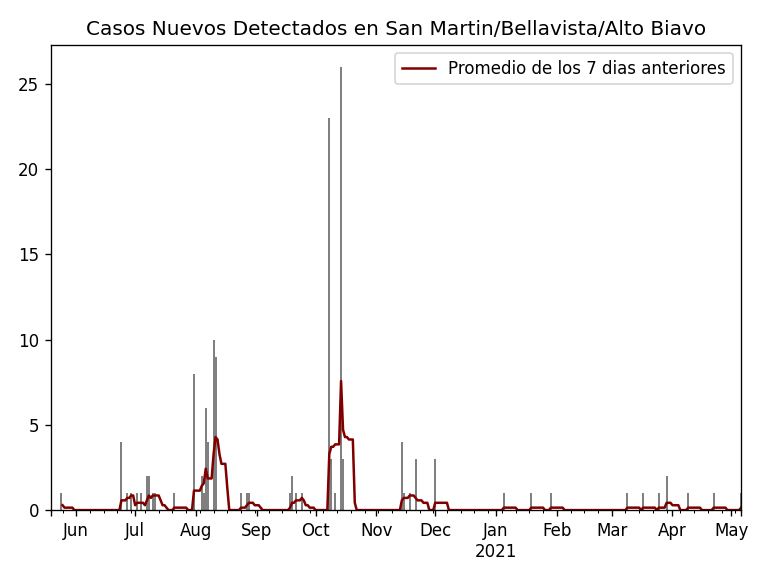 Casos Nuevos Detectados en San Martin/Bellavista/Alto Biavo
Promedio de los 7 dias anteriores
25
20
15
10
5
0
Jun Jul Aug Sep Oct Nov Dec Jan Feb Mar Apr May
2021